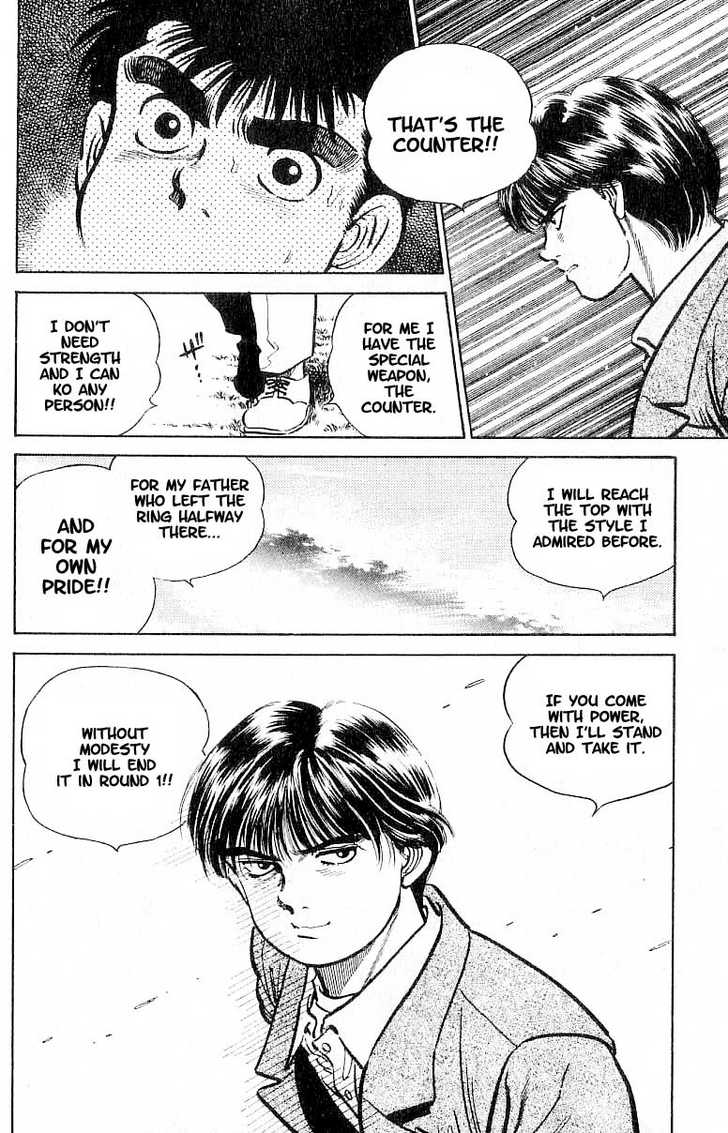 THAT'S THE
COUNTER!!
FOR ME I
HAVE THE
SPECIAL
WEAPON,
THE
COUNTER.
I DON'T
NEED
STRENGTH
AND I CAN
KO ANY
PERSON!!
I WILL REACH
THE TOP WITH
THE STYLE I
ADMIRED BEFORE.
FOR MY FATHER
WHO LEFT THE
RING HALFWAY
THERE...
AND
FOR MY
OWN
PRIDE!!
IF YOU COME
WITH POWER,
THEN I'LL STAND
AND TAKE IT.
WITHOUT
MODESTY
I WILL END
IT IN ROUND 1!!